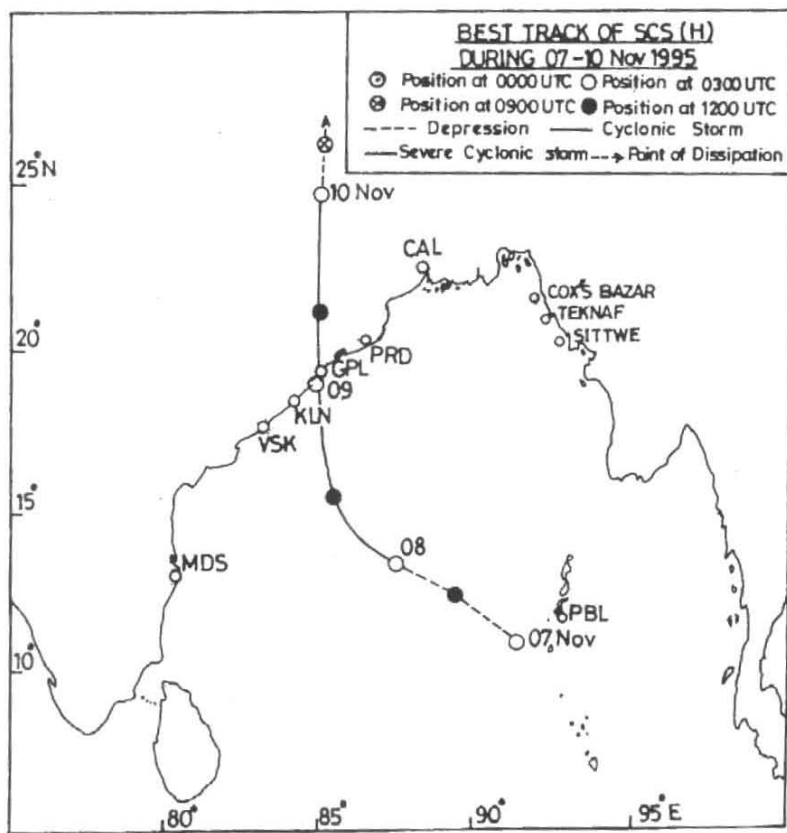 BEST TRACK OF SCS (H)
DURING 07-10 Nov 1995
Position at 0000 UTC Position at 0300 UTC
Position at 0900 UTC Position at 1200 UTC
Depression Cyclonic Storm
Severe Cyclonic storm Point of Dissipation
25°N
10 Nov
CAL
COX'S BAZAR
TEKNAF
SITTWE
20°
PRD
GPL
09
KLN
VSK
15°
08
MDS
PBL
07 Nov
10°
80° 85° 90° 95°E